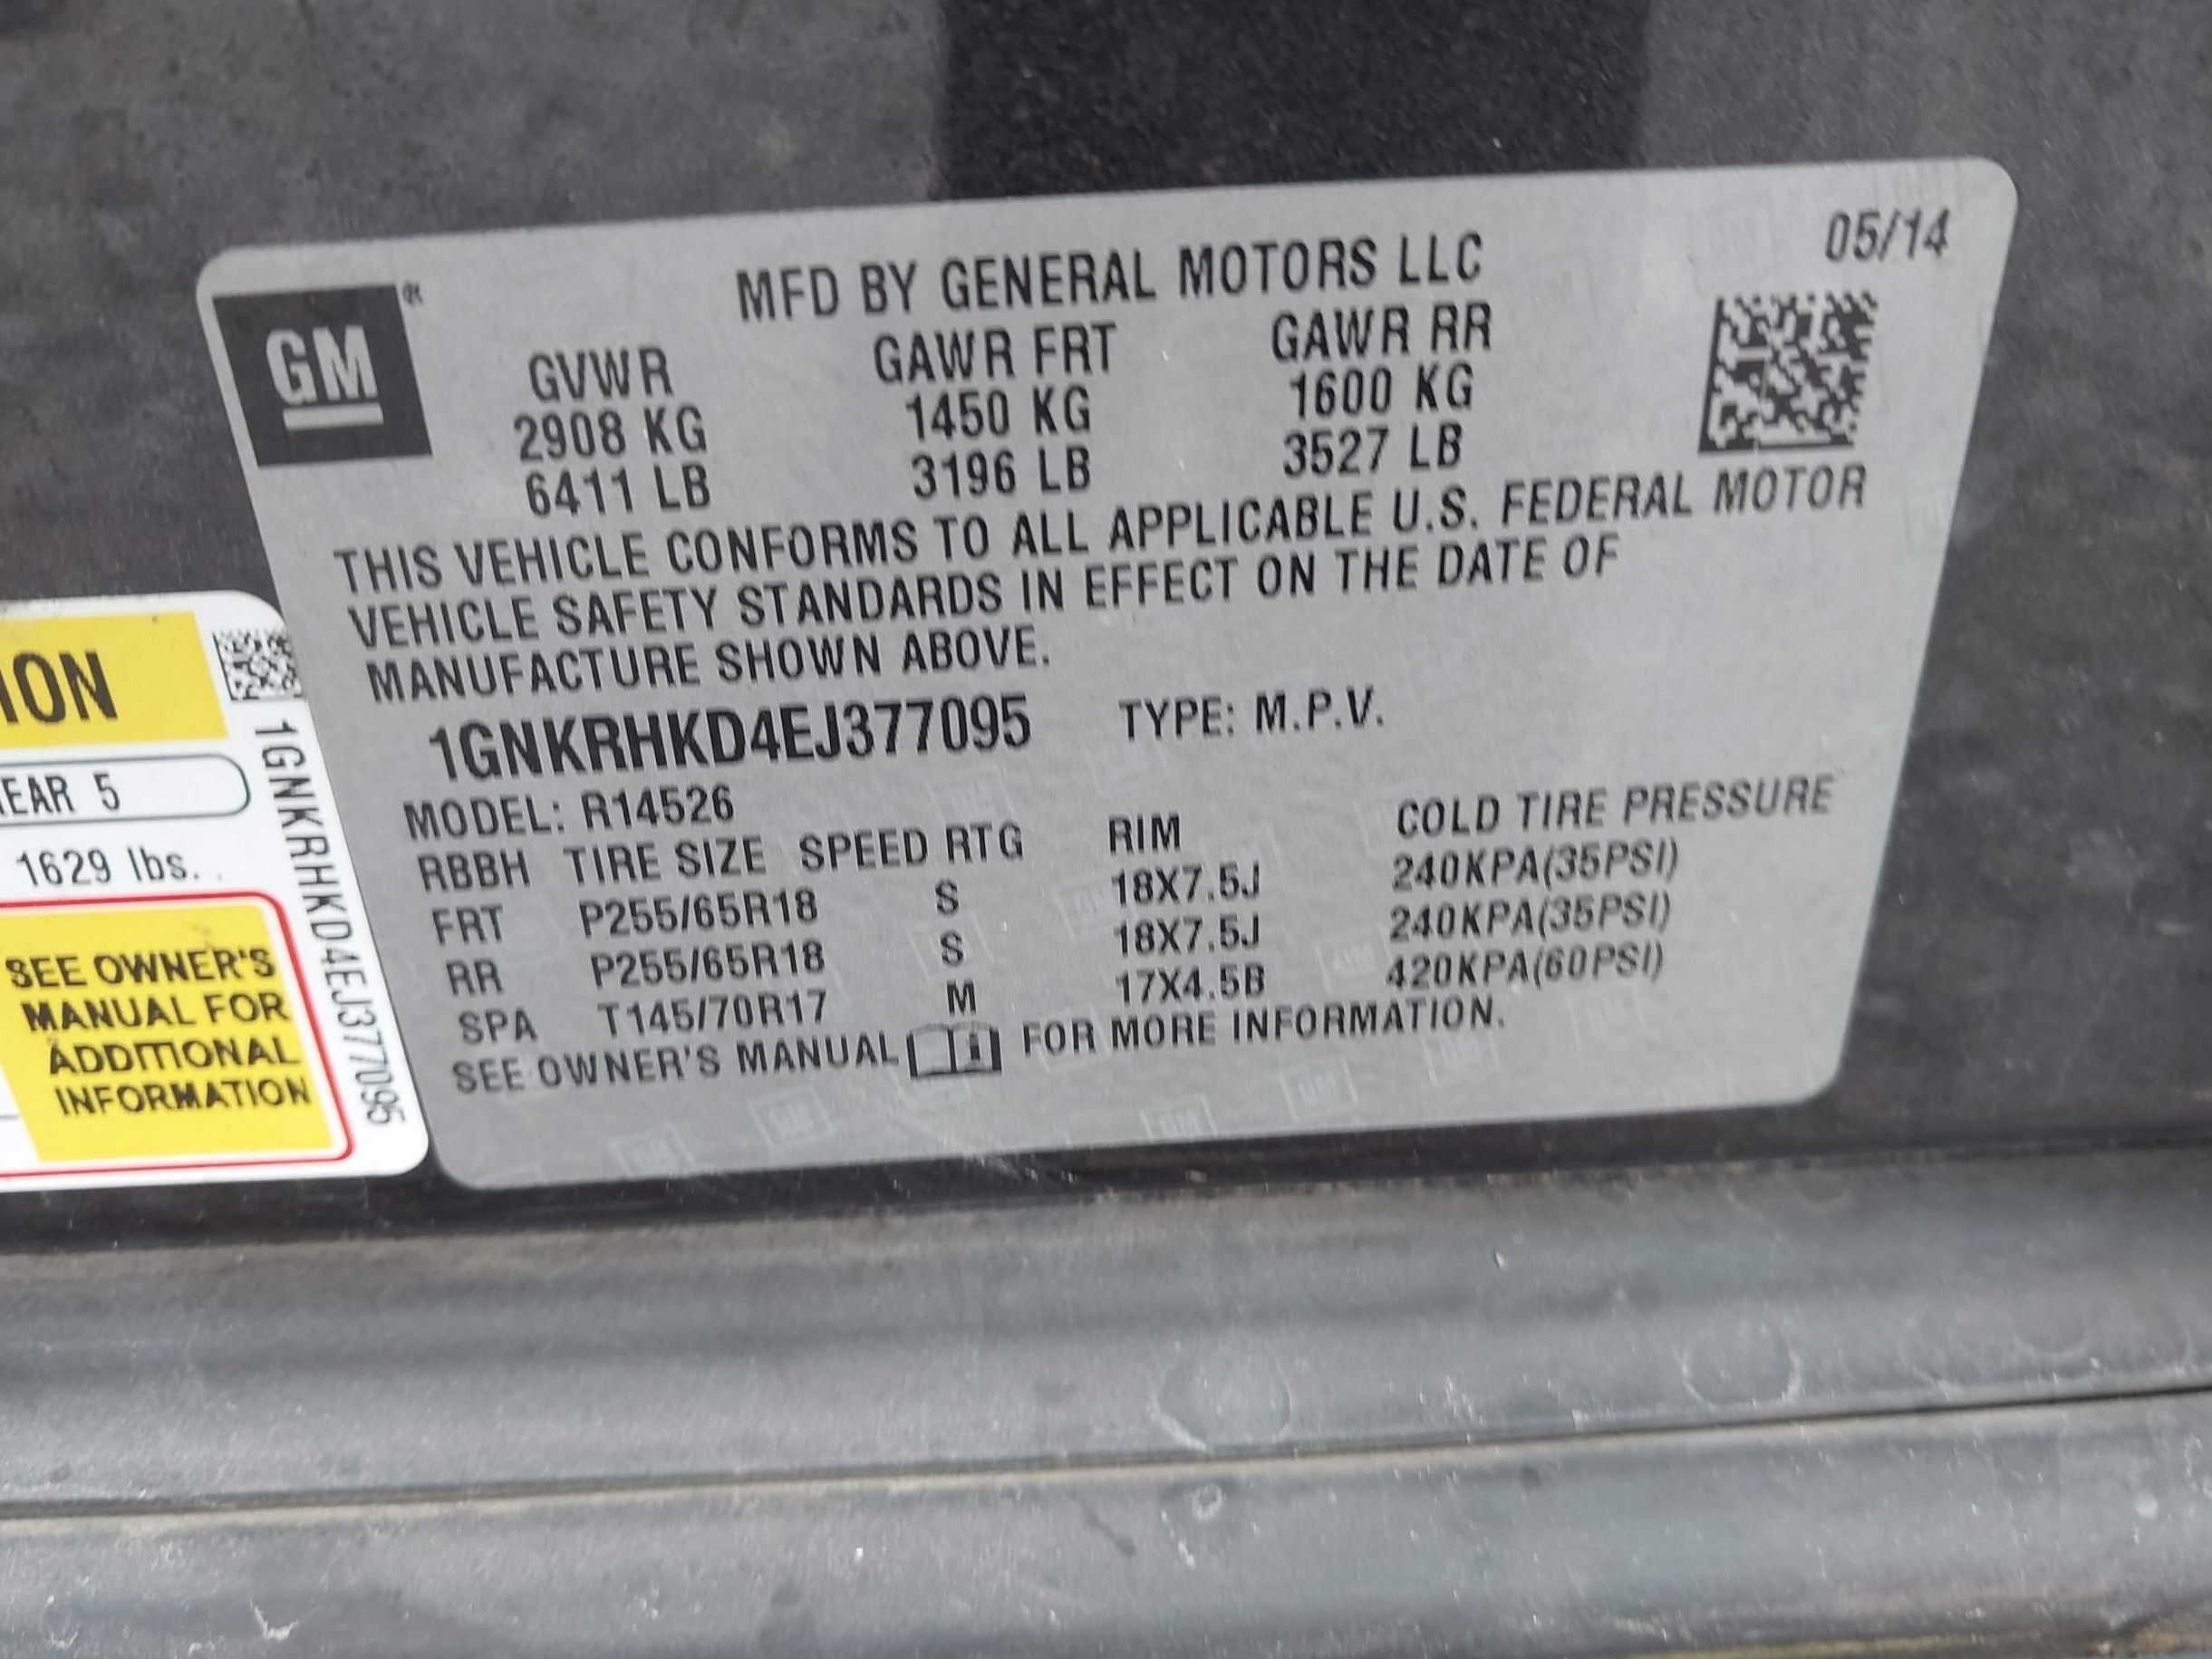 05/14
MFD BY GENERAL MOTORS LLC
GM ®
GVWR GAWR FRT GAWR RR
2908 KG 1450 KG 1600 KG
6411 LB 3196 LB 3527 LB
THIS VEHICLE CONFORMS TO ALL APPLICABLE U.S. FEDERAL MOTOR
VEHICLE SAFETY STANDARDS IN EFFECT ON THE DATE OF
MANUFACTURE SHOWN ABOVE.
1GNKRHKD4EJ377095 TYPE: M.P.V.
MODEL: R14526
RBBH TIRE SIZE SPEED RTG RIM COLD TIRE PRESSURE
FRT P255/65R18 S 18X7.5J 240KPA(35PSI)
RR P255/65R18 S 18X7.5J 240KPA(35PSI)
SPA T145/70R17 M 17X4.5B 420KPA(60PSI)
SEE OWNER'S MANUAL i FOR MORE INFORMATION.
ION
EAR 5
1629 lbs.
SEE OWNER'S
MANUAL FOR
ADDITIONAL
INFORMATION
1GNKRHKD4EJ377095